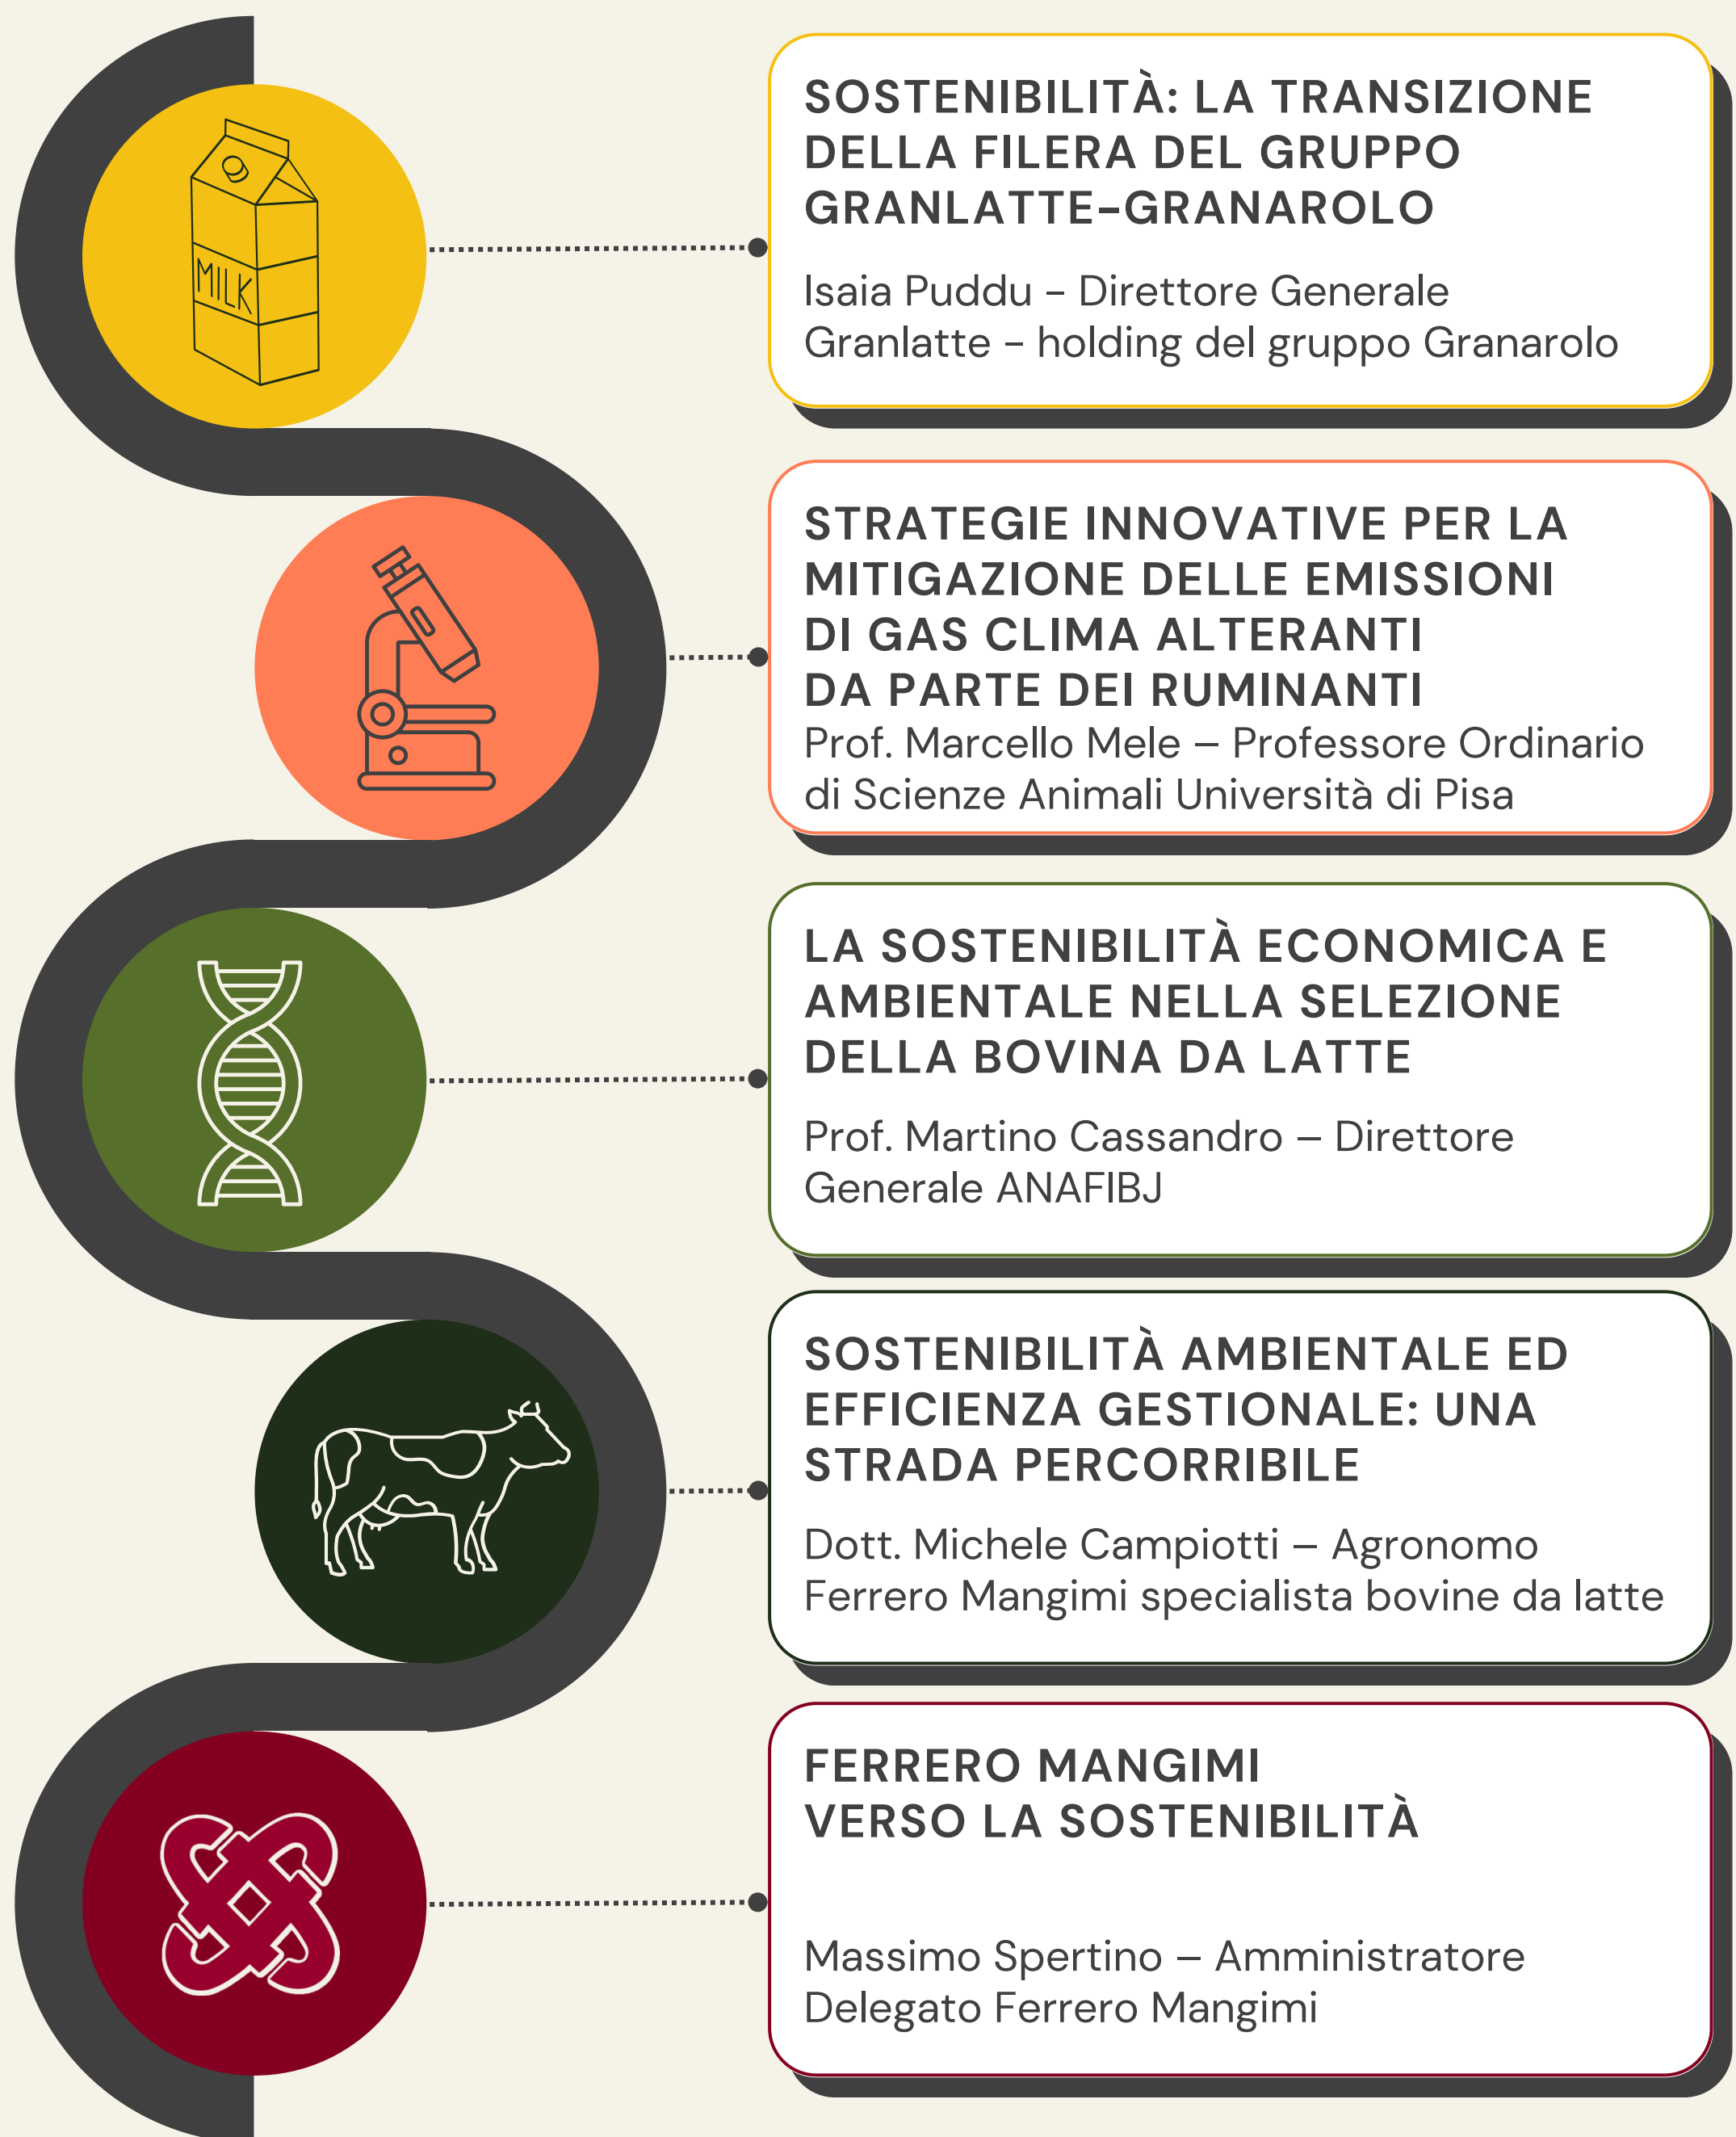 MILK
SOSTENIBILITÀ: LA TRANSIZIONE
DELLA FILERA DEL GRUPPO
GRANLATTE-GRANAROLO
Isaia Puddu - Direttore Generale
Granlatte - holding del gruppo Granarolo
STRATEGIE INNOVATIVE PER LA
MITIGAZIONE DELLE EMISSIONI
DI GAS CLIMA ALTERANTI
DA PARTE DEI RUMINANTI
Prof. Marcello Mele – Professore Ordinario
di Scienze Animali Università di Pisa
LA SOSTENIBILITÀ ECONOMICA E
AMBIENTALE NELLA SELEZIONE
DELLA BOVINA DA LATTE
Prof. Martino Cassandro – Direttore
Generale ANAFIBJ
SOSTENIBILITÀ AMBIENTALE ED
EFFICIENZA GESTIONALE: UNA
STRADA PERCORRIBILE
Dott. Michele Campiotti – Agronomo
Ferrero Mangimi specialista bovine da latte
FERRERO MANGIMI
VERSO LA SOSTENIBILITÀ
Massimo Spertino – Amministratore
Delegato Ferrero Mangimi